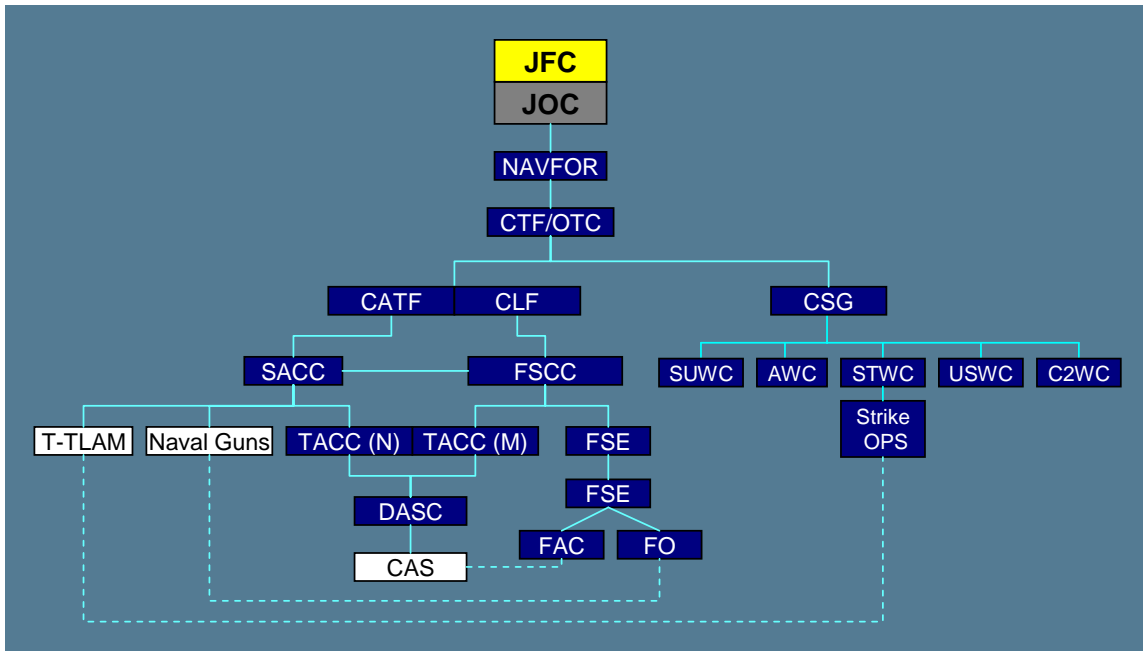 JFC
JOC
NAVFOR
CTF/OTC
CATF
CLF
CSG
SACC
FSCC
SUWC
AWC
STWC
USWC
C2WC
T-TLAM
Naval Guns
TACC (N)
TACC (M)
FSE
Strike
OPS
FSE
DASC
FAC
FO
CAS